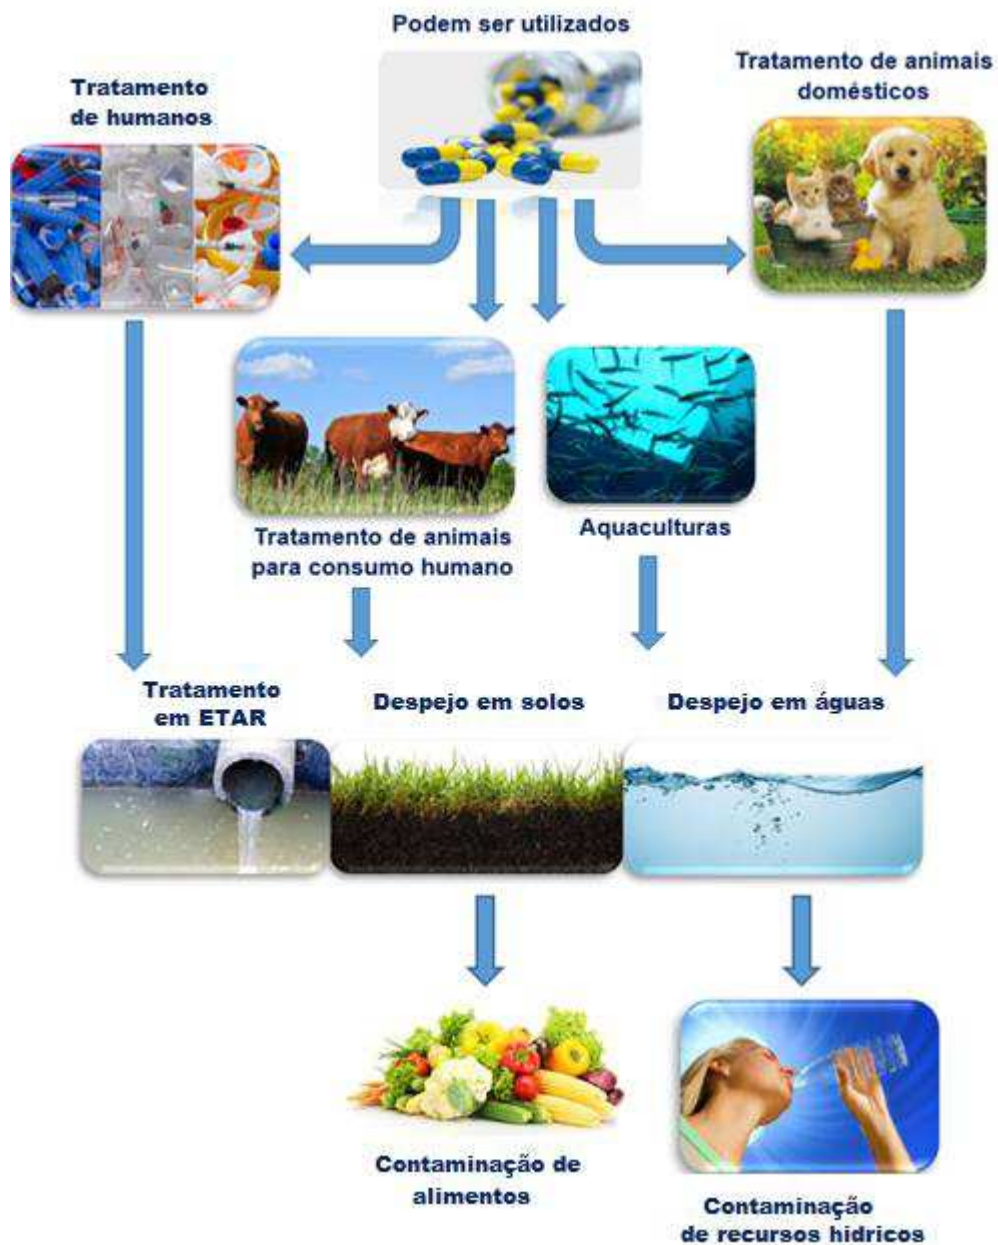 Podem ser utilizados
Tratamento
de humanos
Tratamento de animais
domésticos
Tratamento de animais
para consumo humano
Aquaculturas
Tratamento
em ETAR
Despejo em solos
Despejo em águas
Contaminação de
alimentos
Contaminação
de recursos hídricos